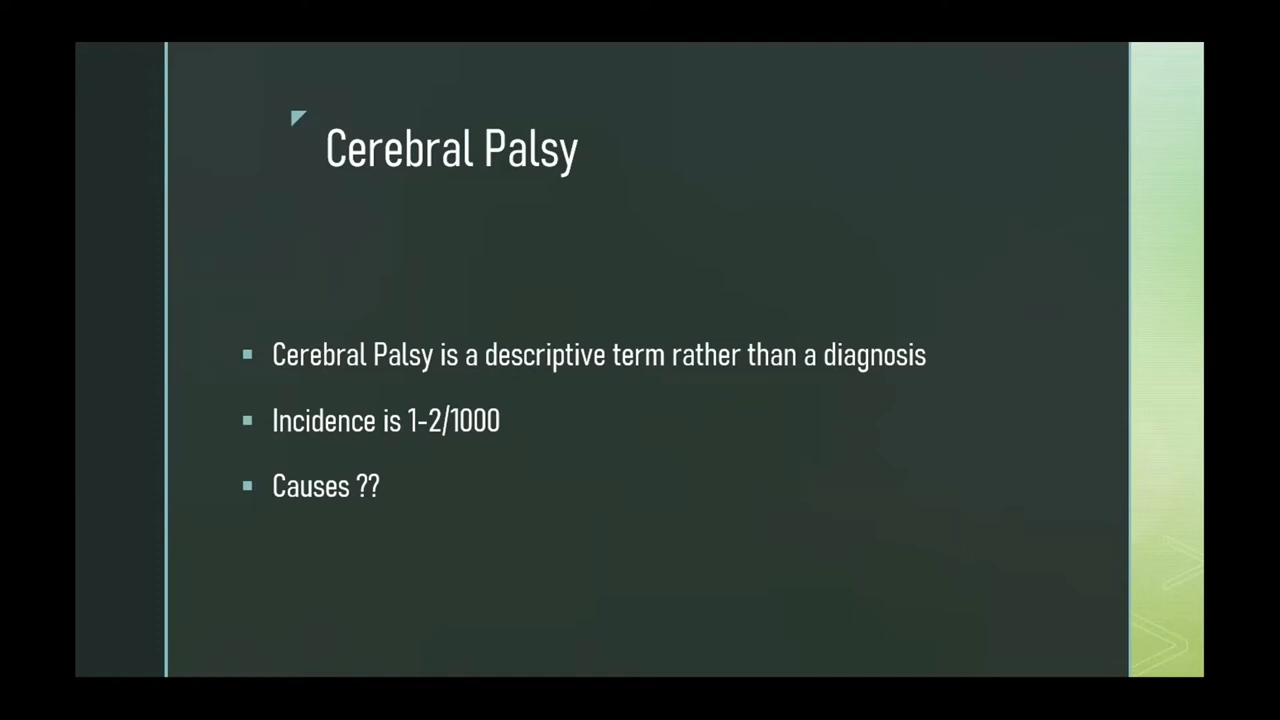 Cerebral Palsy
Cerebral Palsy is a descriptive term rather than a diagnosis
Incidence is 1-2/1000
Causes ??